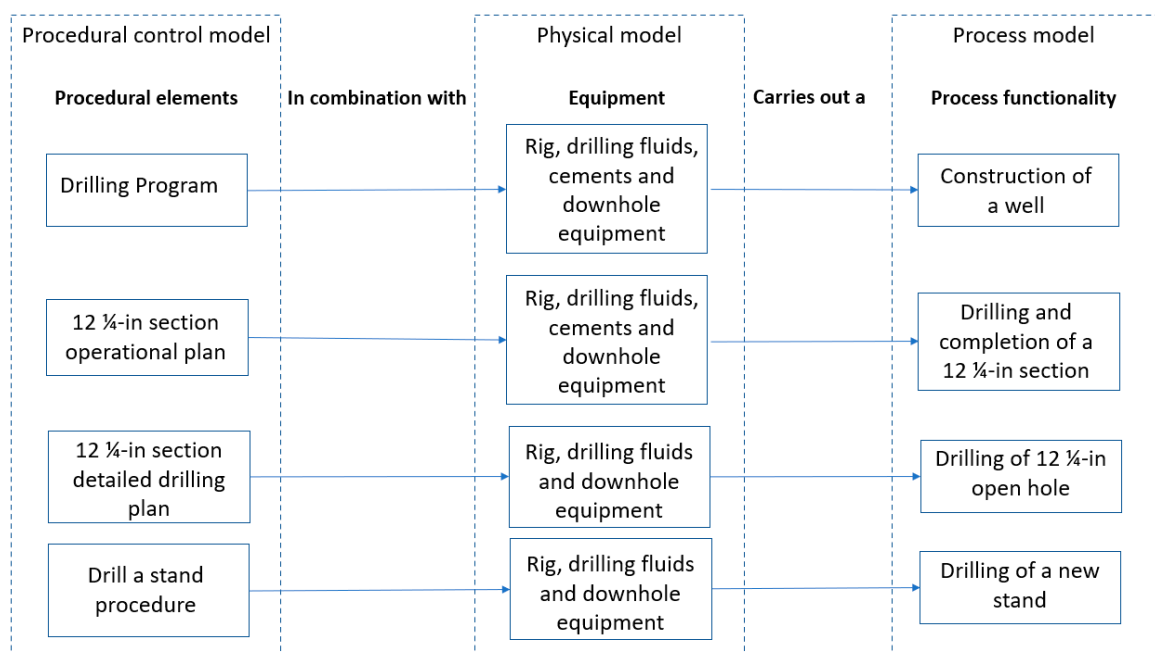 Procedural control model
Physical model
Process model
Procedural elements
In combination with
Equipment
Carries out a
Process functionality
Drilling Program
Rig, drilling fluids,
cements and
downhole
equipment
Construction of
a well
12 ¼-in section
operational plan
Rig, drilling fluids,
cements and
downhole
equipment
Drilling and
completion of a
12 ¼-in section
12 ¼-in section
detailed drilling
plan
Rig, drilling fluids
and downhole
equipment
Drilling of 12 ¼-in
open hole
Drill a stand
procedure
Rig, drilling fluids
and downhole
equipment
Drilling of a new
stand